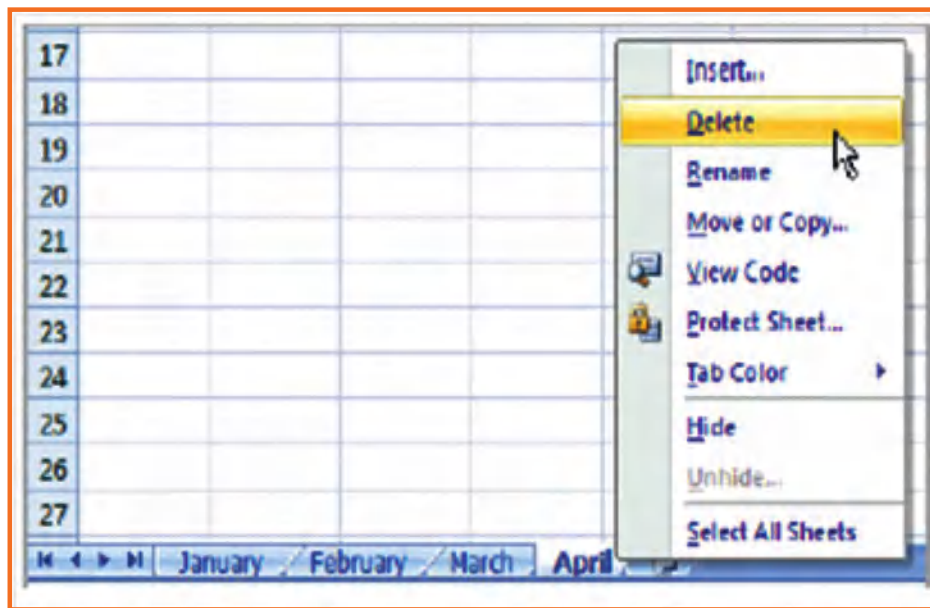 17
18
19
20
21
22
23
24
25
26
27
Insert...
Delete
Rename
Move or Copy...
View Code
Protect Sheet...
Tab Color
Hide
Unhide...
Select All Sheets
January February March April